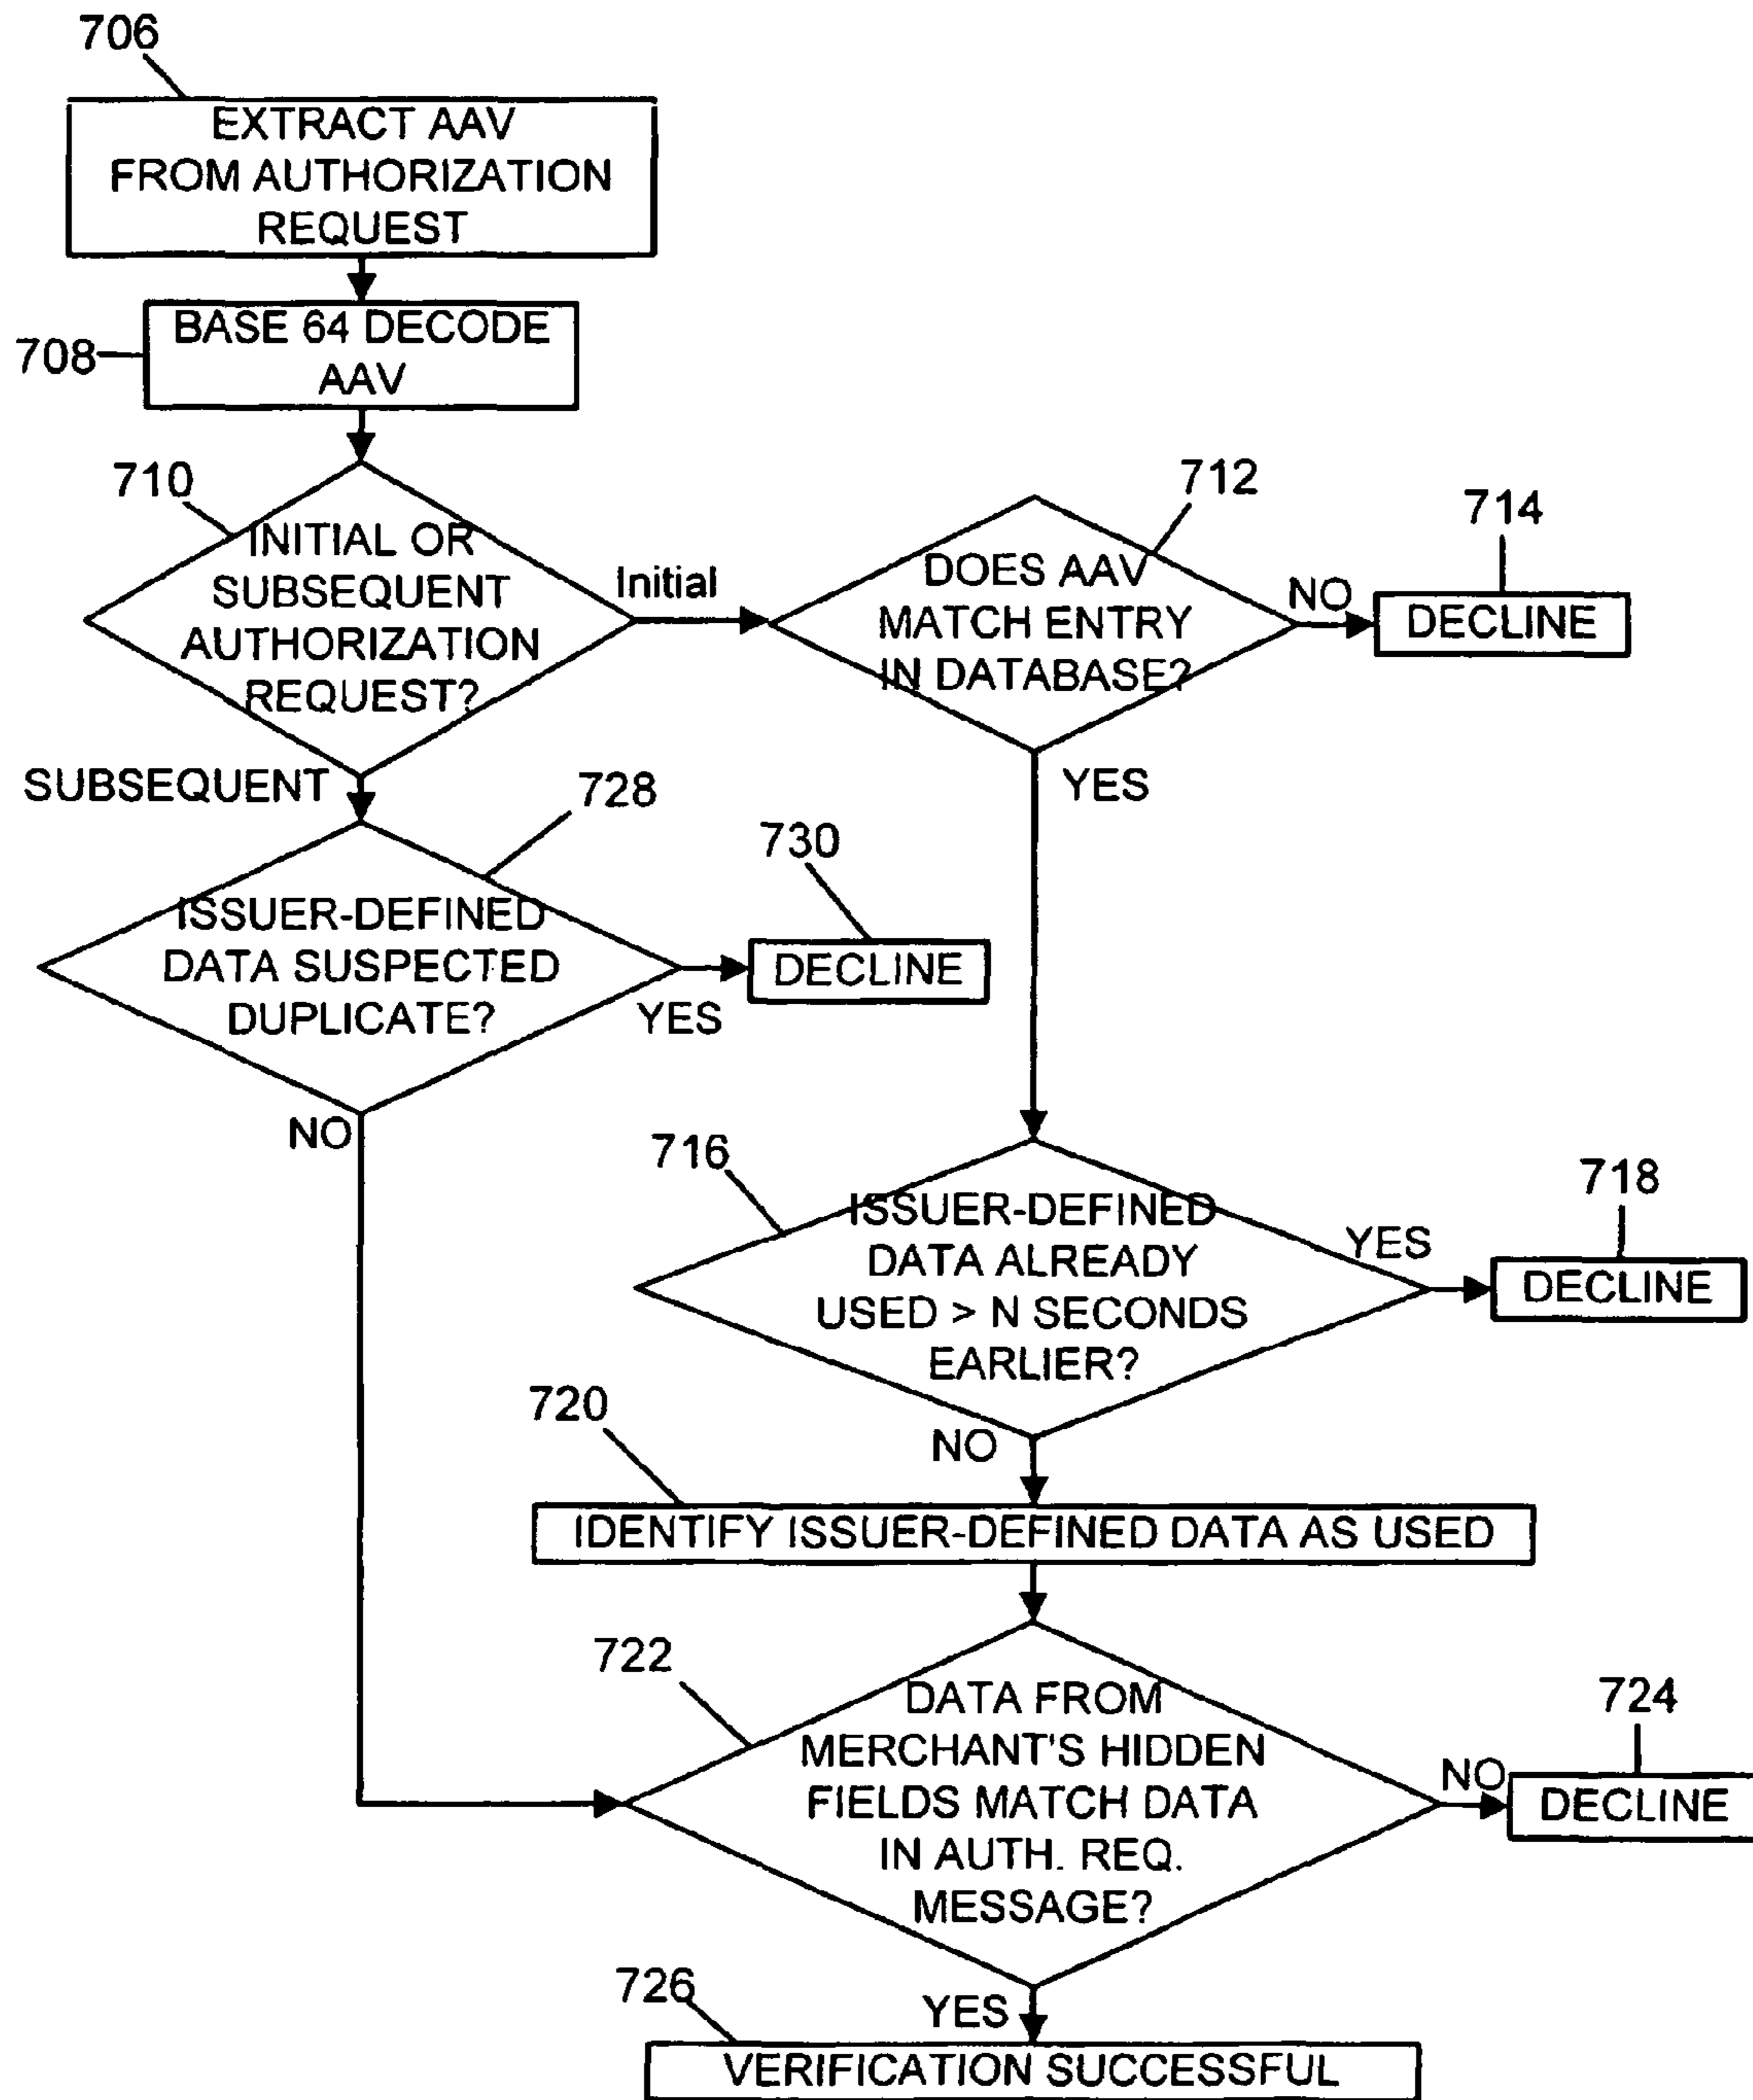 706
EXTRACT AAV
FROM AUTHORIZATION
REQUEST
708
BASE 64 DECODE
AAV
710
INITIAL OR
SUBSEQUENT
AUTHORIZATION
REQUEST?
Initial
712
DOES AAV
MATCH ENTRY
IN DATABASE?
NO
714
DECLINE
SUBSEQUENT
YES
728
ISSUER-DEFINED
DATA SUSPECTED
DUPLICATE?
YES
730
DECLINE
NO
716
ISSUER-DEFINED
DATA ALREADY
USED > N SECONDS
EARLIER?
YES
718
DECLINE
NO
720
IDENTIFY ISSUER-DEFINED DATA AS USED
722
DATA FROM
MERCHANT'S HIDDEN
FIELDS MATCH DATA
IN AUTH. REQ.
MESSAGE?
NO
724
DECLINE
YES
726
VERIFICATION SUCCESSFUL